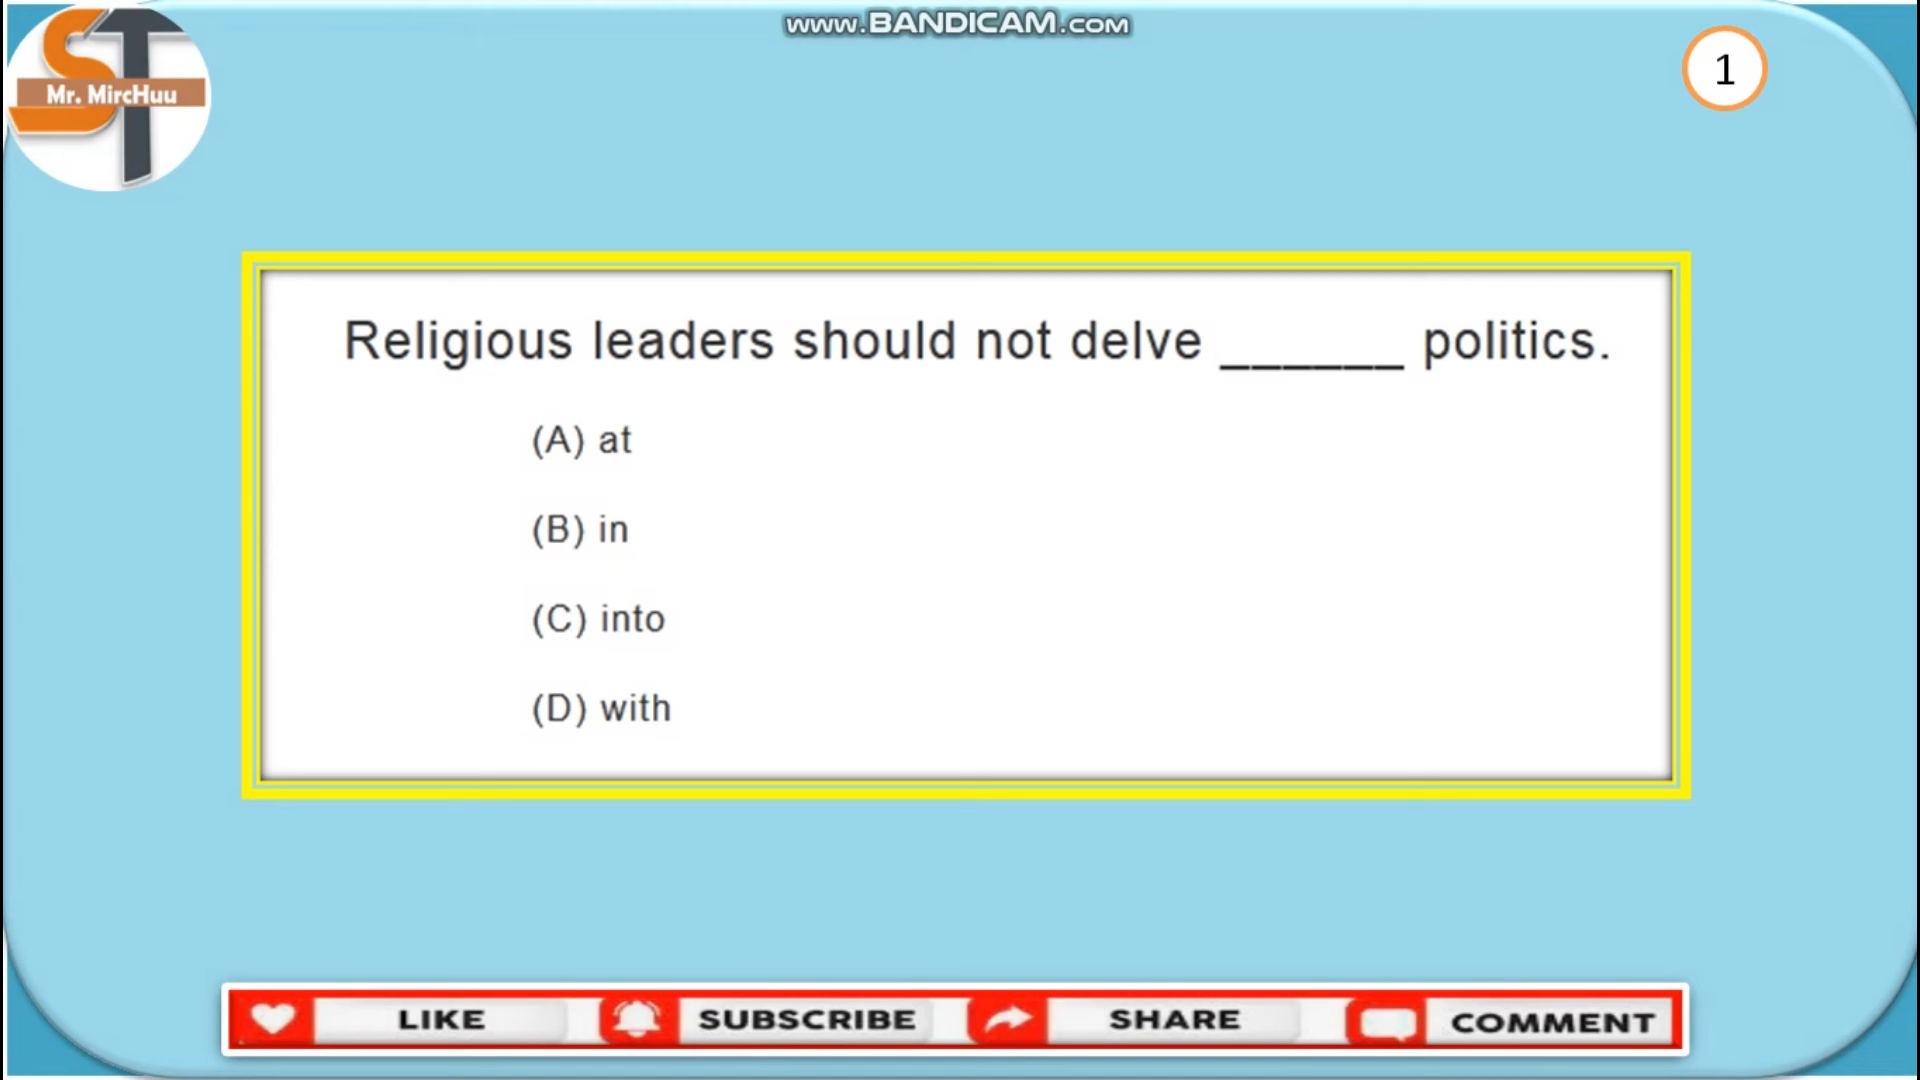 www.BANDICAM.com
ST
Mr. MircHuu
1
Religious leaders should not delve ______ politics.
(A) at
(B) in
(C) into
(D) with
LIKE SUBSCRIBE SHARE COMMENT